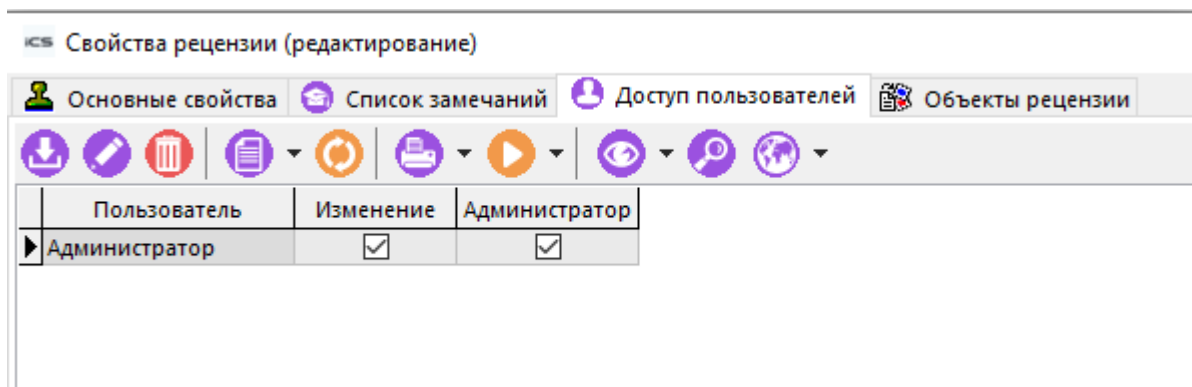 ics Свойства рецензии (редактирование)
Основные свойства Список замечаний Доступ пользователей Объекты рецензии
Пользователь Изменение Администратор
Администратор